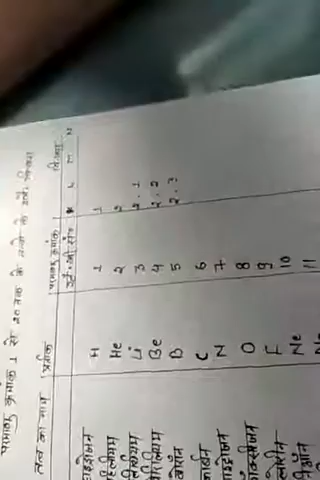 परमाणु क्रमांक 1 से 20 तक के तत्वों के
तत्व का नाम प्रतीक परमाणु क्रमांक विन्यास
K L M N
हाइड्रोजन H 1 1
हीलियम He 2 2
लीथियम Li 3 2. 1
बेरीलियम Be 4 2. 2
बोरॉन B 5 2. 3
कार्बन C 6
नाइट्रोजन N 7
ऑक्सीजन O 8
फ्लोरीन F 9
निऑन Ne 10
11